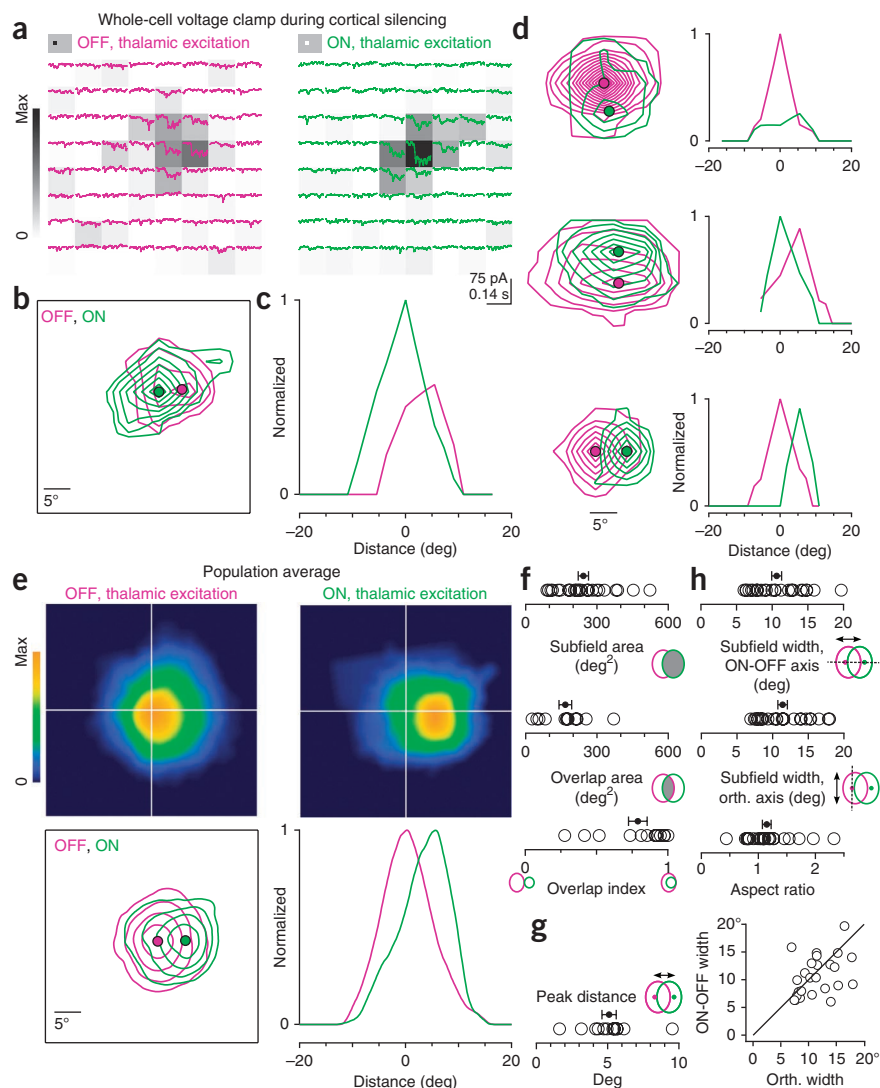 Whole-cell voltage clamp during cortical silencing
a
OFF, thalamic excitation
ON, thalamic excitation
Max
0
75 pA
0.14 s
b
OFF, ON
5°
c
1
Normalized
0
–20
0
20
Distance (deg)
d
1
0
–20
0
20
1
0
–20
0
20
1
Normalized
0
–20
0
20
5°
Distance (deg)
e
Population average
OFF, thalamic excitation
ON, thalamic excitation
Max
0
OFF, ON
5°
1
Normalized
0
–20
0
20
Distance (deg)
f
0
300
600
Subfield area
(deg2)
0
300
600
Overlap area
(deg2)
0
1
Overlap index
g
Peak distance
0
5
10
Deg
h
0
5
10
15
20
Subfield width,
ON-OFF axis
(deg)
0
5
10
15
20
Subfield width,
orth. axis (deg)
0
1
2
Aspect ratio
20°
15
10
5
0
ON-OFF width
0
5
10
15
20°
Orth. width